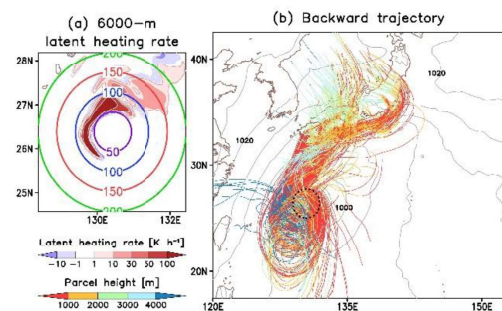 (a) 6000-m
latent heating rate
(b) Backward trajectory
28N
27N
26N
25N
200
150
100
50
100
150
200
130E
132E
40N
30N
20N
1020
1020
1020
1000
120E
135E
150E
Latent heating rate [K h⁻¹]
-10 -1 1 10 30 50 100
Parcel height [m]
1000 2000 3000 4000